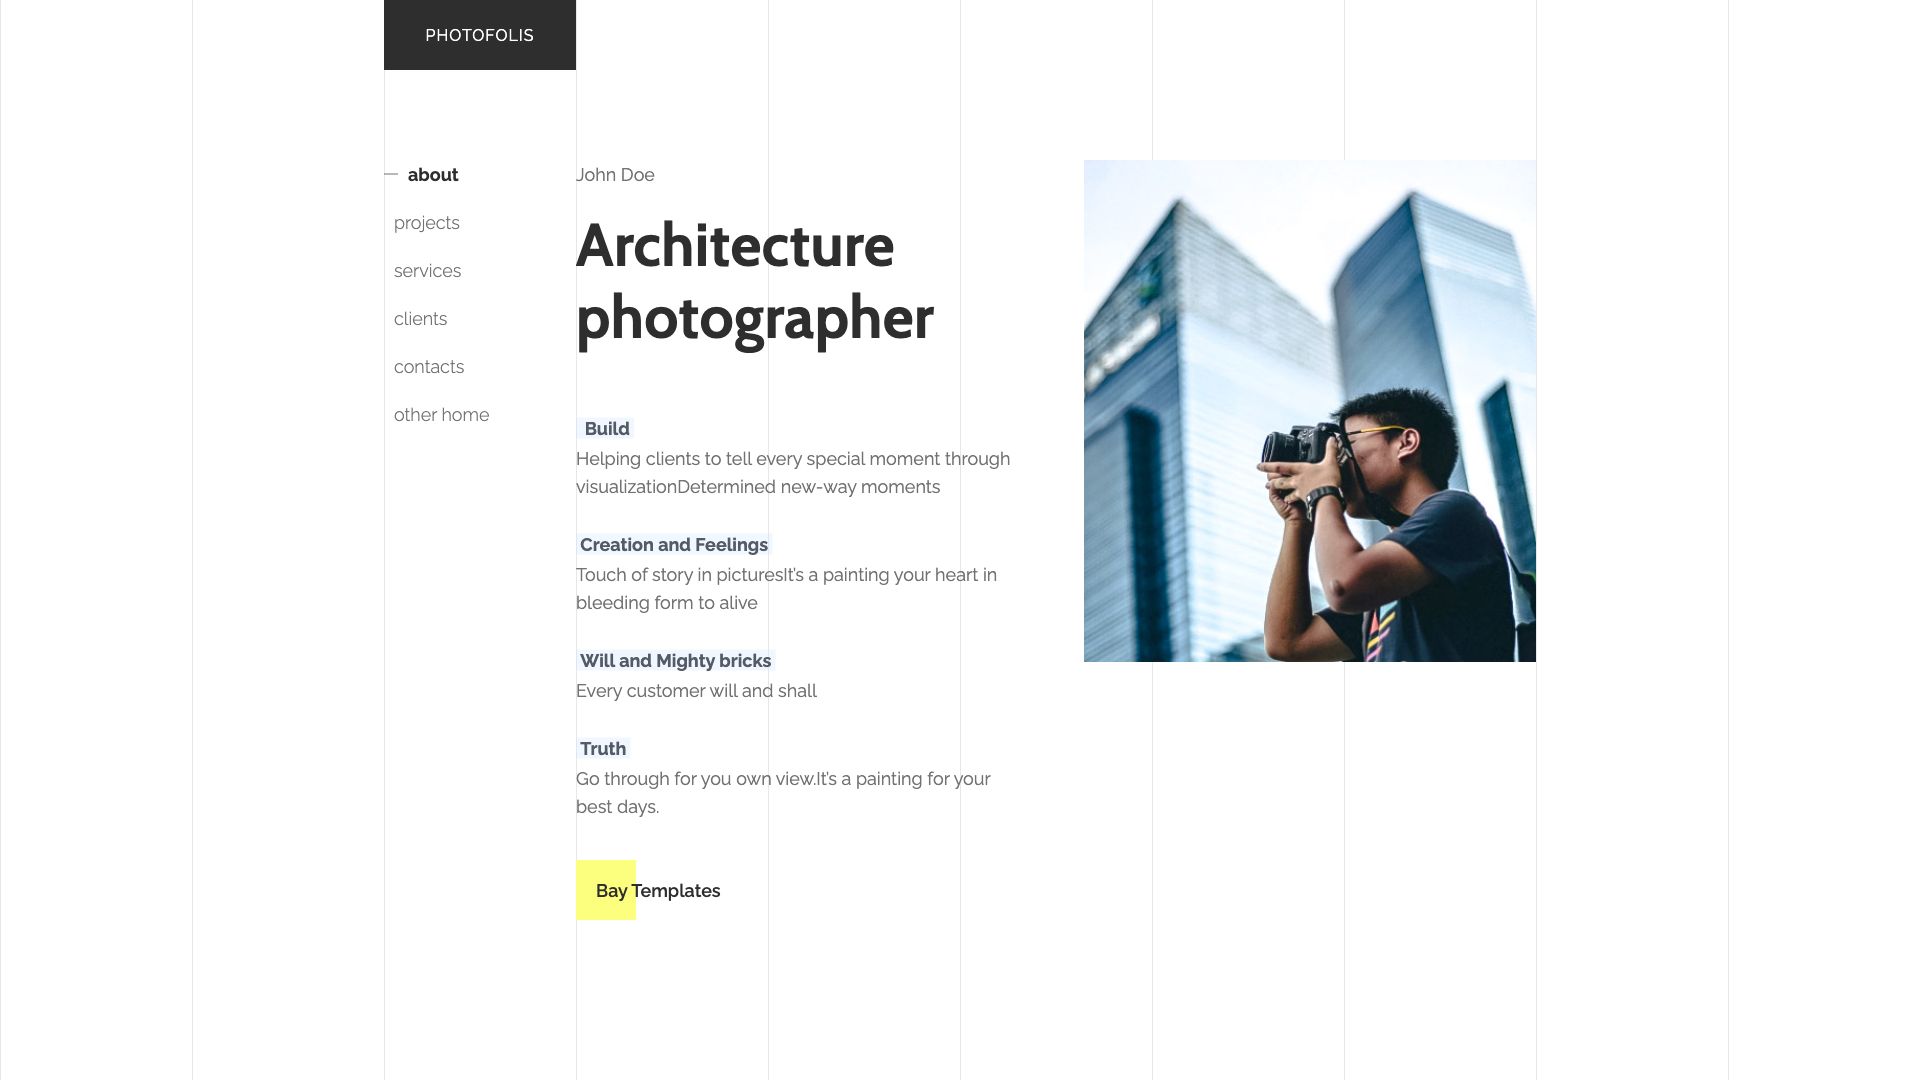 PHOTOFOLIS
about
projects
services
clients
contacts
other home
John Doe
Architecture
photographer
Build
Helping clients to tell every special moment through
visualizationDetermined new-way moments
Creation and Feelings
Touch of story in picturesIt's a painting your heart in
bleeding form to alive
Will and Mighty bricks
Every customer will and shall
Truth
Go through for you own view.It's a painting for your
best days.
Bay Templates